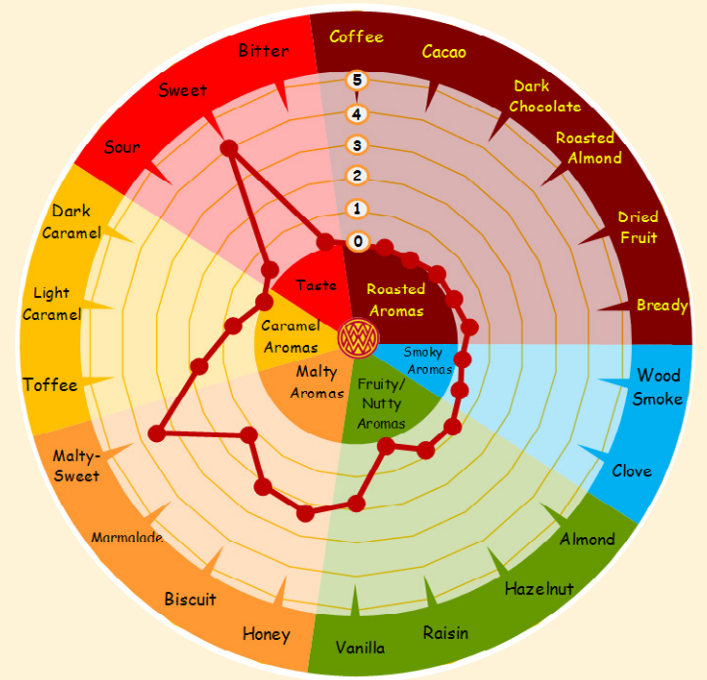 Coffee
Cacao
Dark
Chocolate
Roasted
Almond
Dried
Fruit
Bready
Wood
Smoke
Clove
Almond
Hazelnut
Raisin
Vanilla
Honey
Biscuit
Marmalade
Malty-
Sweet
Toffee
Light
Caramel
Dark
Caramel
Sour
Sweet
Bitter
5
4
3
2
1
0
Taste
Roasted
Aromas
Smoky
Aromas
Fruity/
Nutty
Aromas
Malty
Aromas
Caramel
Aromas